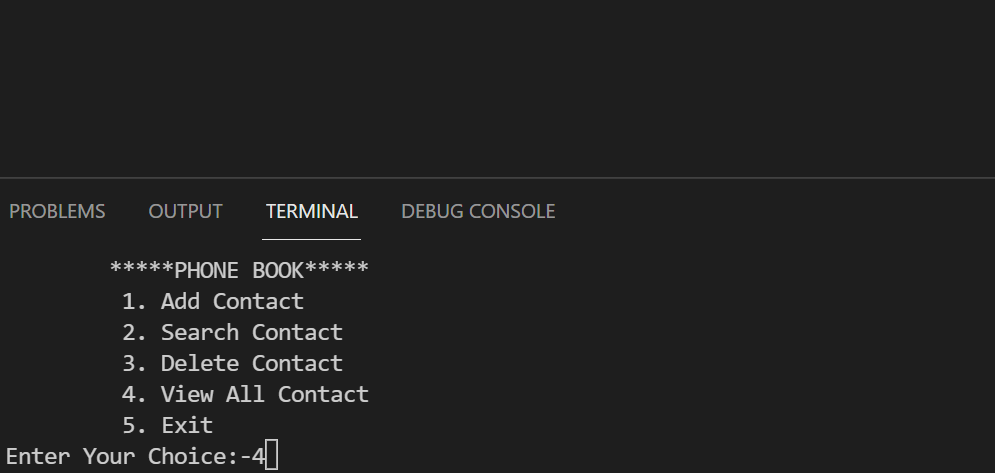 PROBLEMS OUTPUT TERMINAL DEBUG CONSOLE
*****PHONE BOOK*****
1. Add Contact
2. Search Contact
3. Delete Contact
4. View All Contact
5. Exit
Enter Your Choice:-4